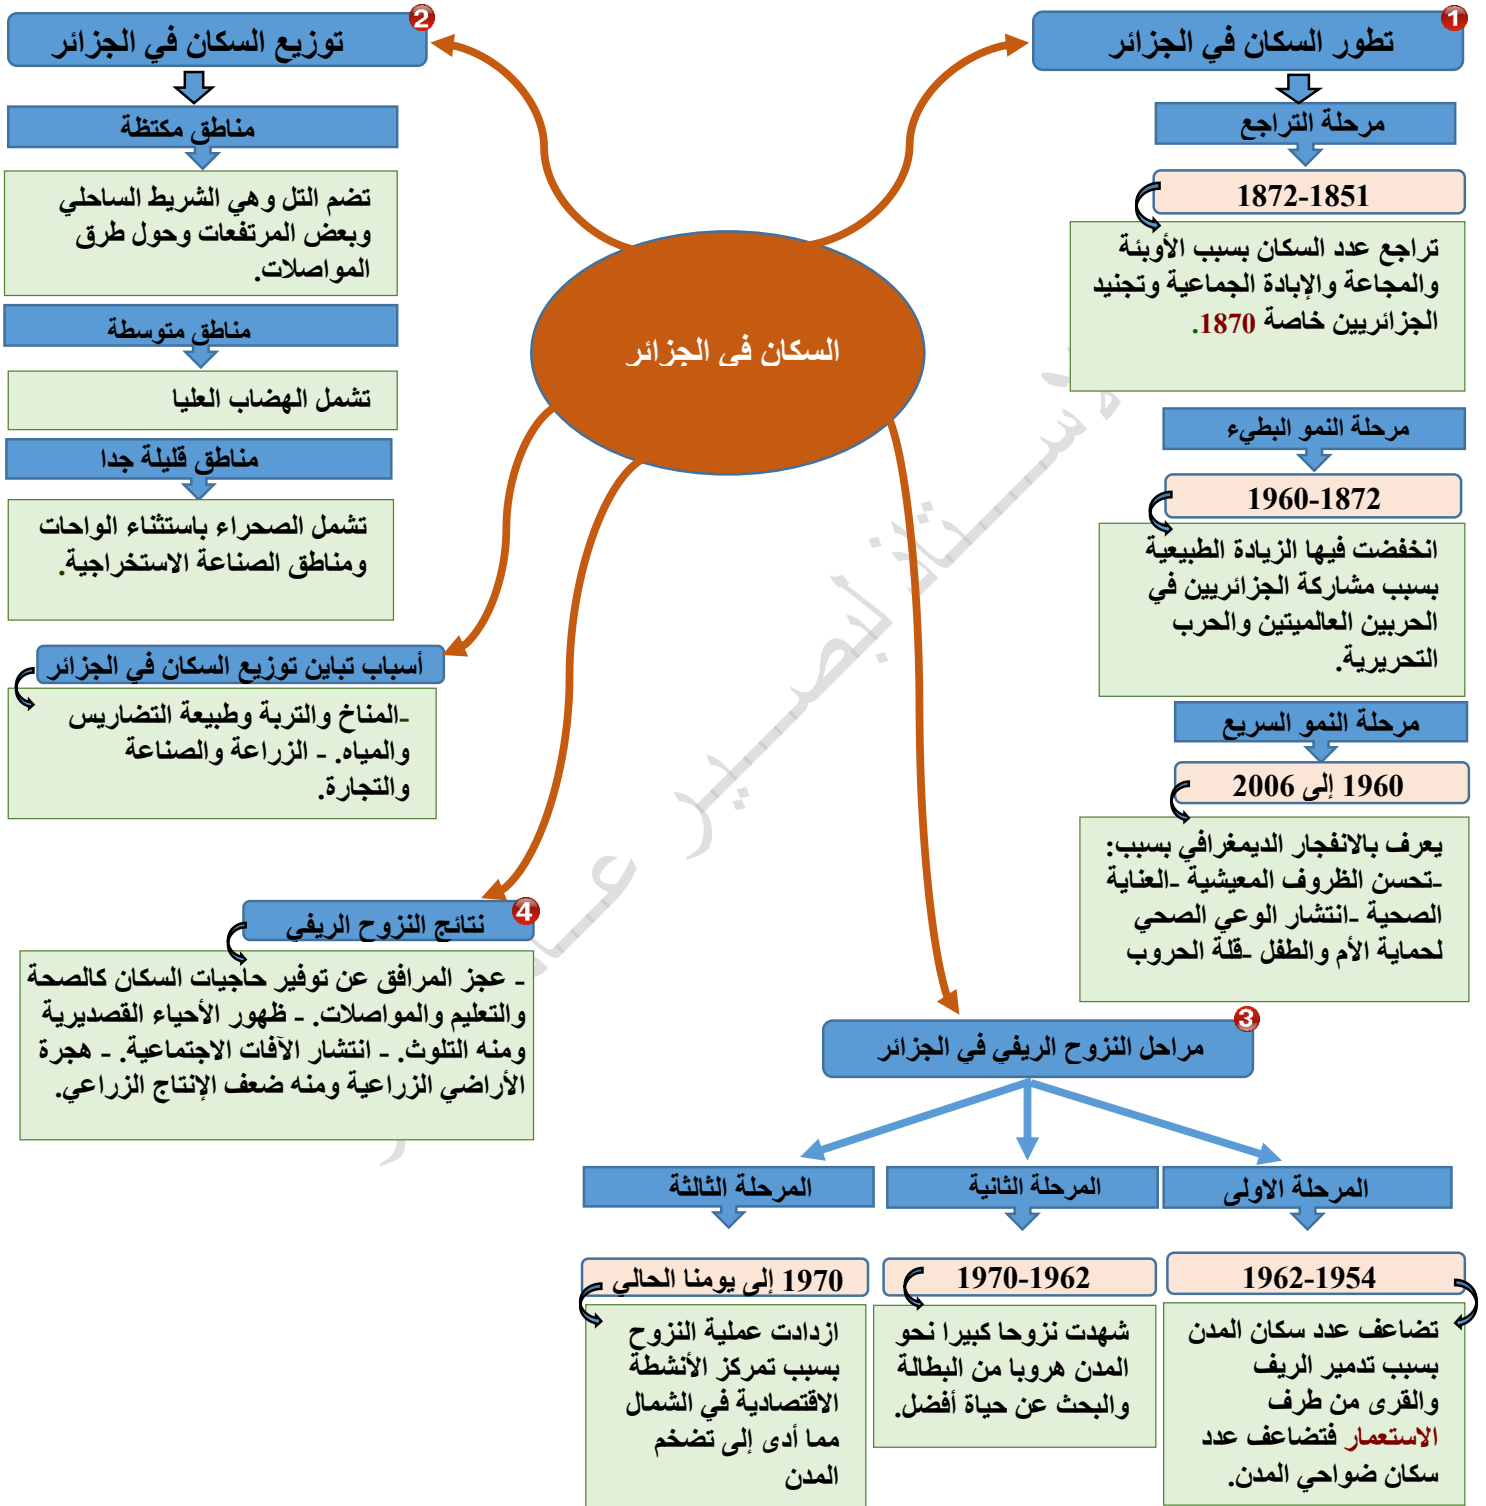 السكان في الجزائر
1
تطور السكان في الجزائر
مرحلة التراجع
1872-1851
تراجع عدد السكان بسبب الأوبئة
والمجاعة والإبادة الجماعية وتجنيد
الجزائريين خاصة 1870.
مرحلة النمو البطيء
1960-1872
انخفضت فيها الزيادة الطبيعية
بسبب مشاركة الجزائريين في
الحربين العالميتين والحرب
التحريرية.
مرحلة النمو السريع
1960 إلى 2006
يعرف بالانفجار الديمغرافي بسبب:
-تحسن الظروف المعيشية -العناية
الصحية -انتشار الوعي الصحي
لحماية الأم والطفل -قلة الحروب
2
توزيع السكان في الجزائر
مناطق مكتظة
تضم التل وهي الشريط الساحلي
وبعض المرتفعات وحول طرق
المواصلات.
مناطق متوسطة
تشمل الهضاب العليا
مناطق قليلة جدا
تشمل الصحراء باستثناء الواحات
ومناطق الصناعة الاستخراجية.
أسباب تباين توزيع السكان في الجزائر
-المناخ والتربة وطبيعة التضاريس
والمياه. - الزراعة والصناعة
والتجارة.
3
مراحل النزوح الريفي في الجزائر
المرحلة الاولى
1962-1954
تضاعف عدد سكان المدن
بسبب تدمير الريف
والقرى من طرف
الاستعمار فتضاعف عدد
سكان ضواحي المدن.
المرحلة الثانية
1970-1962
شهدت نزوحا كبيرا نحو
المدن هروبا من البطالة
والبحث عن حياة أفضل.
المرحلة الثالثة
1970 إلى يومنا الحالي
ازدادت عملية النزوح
بسبب تمركز الأنشطة
الاقتصادية في الشمال
مما أدى إلى تضخم
المدن
4
نتائج النزوح الريفي
- عجز المرافق عن توفير حاجيات السكان كالصحة
والتعليم والمواصلات. - ظهور الأحياء القصديرية
ومنه التلوث. - انتشار الآفات الاجتماعية. - هجرة
الأراضي الزراعية ومنه ضعف الإنتاج الزراعي.